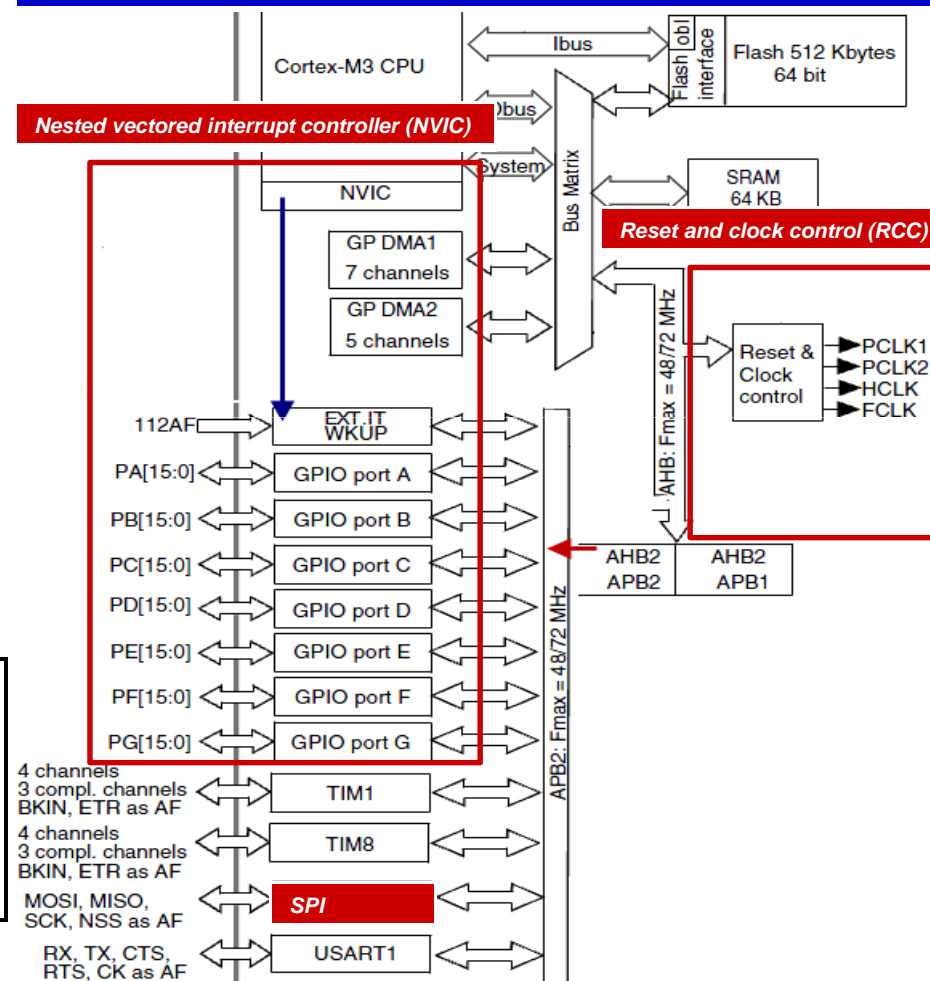 Cortex-M3 CPU
Ibus
Flash obl
interface
Flash 512 Kbytes
64 bit
Nested vectored interrupt controller (NVIC)
Dbus
System
NVIC
Bus Matrix
SRAM
64 KB
Reset and clock control (RCC)
GP DMA1
7 channels
GP DMA2
5 channels
AHB: Fmax = 48/72 MHz
Reset &
Clock
control
PCLK1
PCLK2
HCLK
FCLK
112AF
EXT.IT
WKUP
PA[15:0]
GPIO port A
PB[15:0]
GPIO port B
PC[15:0]
GPIO port C
PD[15:0]
GPIO port D
PE[15:0]
GPIO port E
PF[15:0]
GPIO port F
PG[15:0]
GPIO port G
AHB2
APB2
AHB2
APB1
APB2: Fmax = 48/72 MHz
4 channels
3 compl. channels
BKIN, ETR as AF
TIM1
4 channels
3 compl. channels
BKIN, ETR as AF
TIM8
MOSI, MISO,
SCK, NSS as AF
SPI
RX, TX, CTS,
RTS, CK as AF
USART1